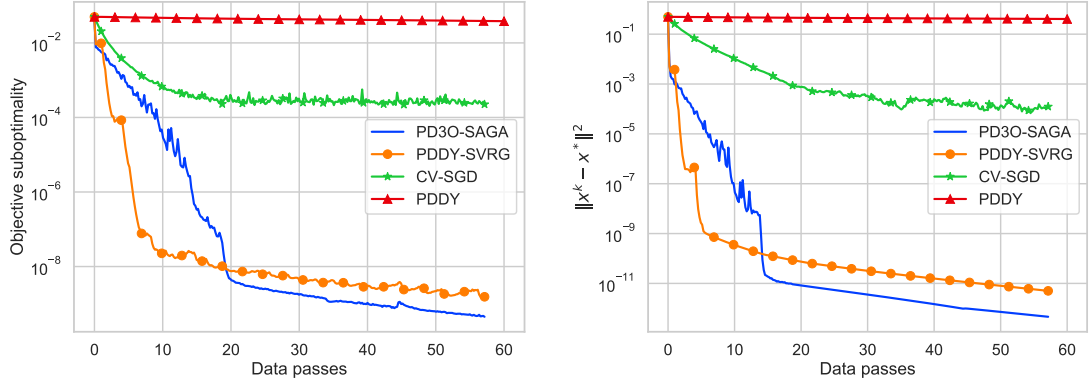 Objective suboptimality
10⁻²
10⁻⁴
10⁻⁶
10⁻⁸
0 10 20 30 40 50 60
Data passes
PD3O-SAGA
PDDY-SVRG
CV-SGD
PDDY
‖xᵏ − x*‖²
10⁻¹
10⁻³
10⁻⁵
10⁻⁷
10⁻⁹
10⁻¹¹
0 10 20 30 40 50 60
Data passes
PD3O-SAGA
PDDY-SVRG
CV-SGD
PDDY